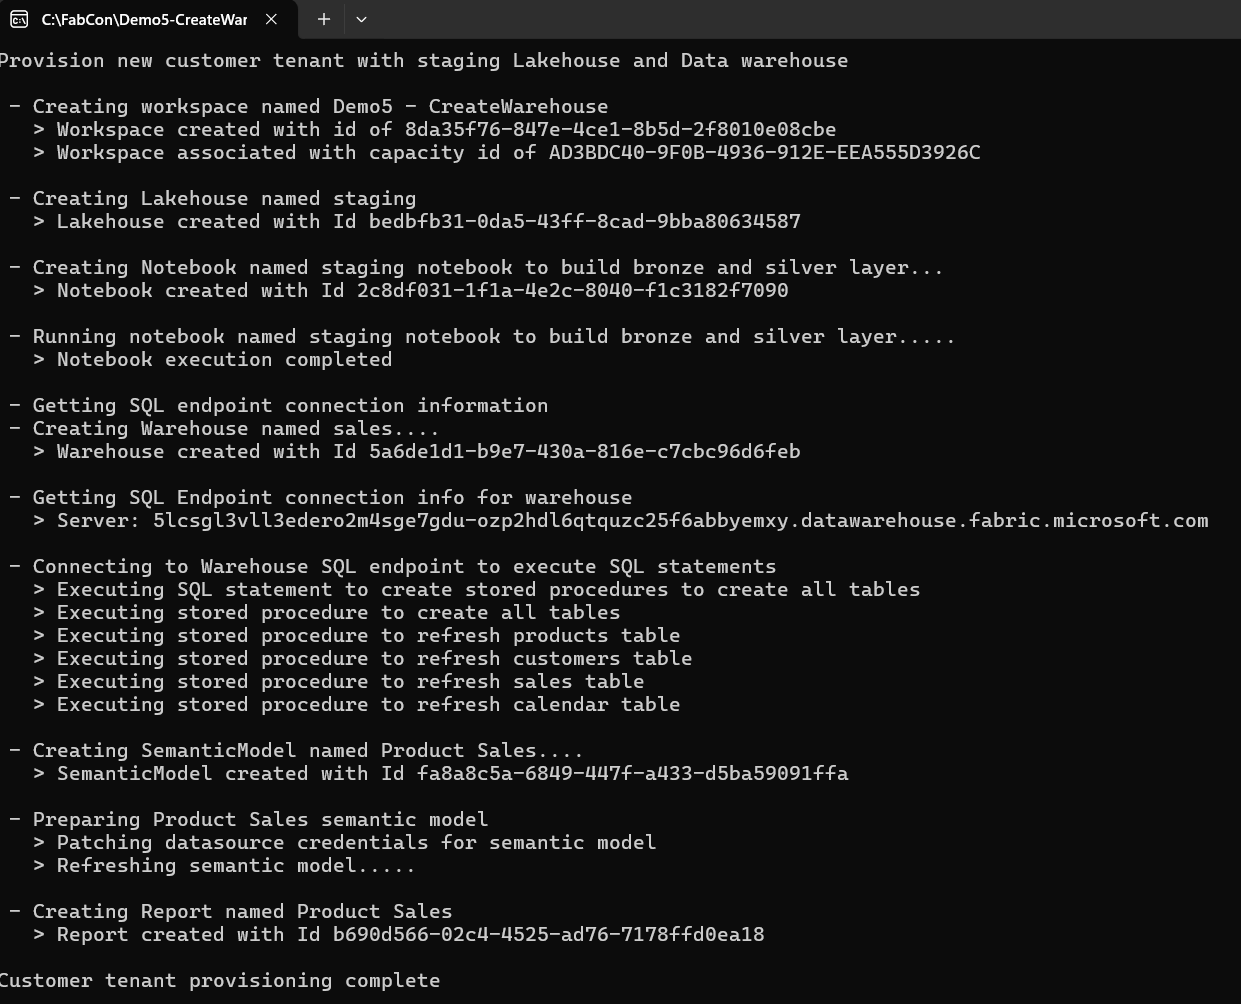 C:\FabCon\Demo5-CreateWar
Provision new customer tenant with staging Lakehouse and Data warehouse
- Creating workspace named Demo5 - CreateWarehouse
> Workspace created with id of 8da35f76-847e-4ce1-8b5d-2f8010e08cbe
> Workspace associated with capacity id of AD3BDC40-9F0B-4936-912E-EEA555D3926C
- Creating Lakehouse named staging
> Lakehouse created with Id bedbfb31-0da5-43ff-8cad-9bba80634587
- Creating Notebook named staging notebook to build bronze and silver layer...
> Notebook created with Id 2c8df031-1f1a-4e2c-8040-f1c3182f7090
- Running notebook named staging notebook to build bronze and silver layer.....
> Notebook execution completed
- Getting SQL endpoint connection information
- Creating Warehouse named sales....
> Warehouse created with Id 5a6de1d1-b9e7-430a-816e-c7cbc96d6feb
- Getting SQL Endpoint connection info for warehouse
> Server: 5lcsgl3vll3edero2m4sge7gdu-ozp2hdl6qtquzc25f6abbyemxy.datawarehouse.fabric.microsoft.com
- Connecting to Warehouse SQL endpoint to execute SQL statements
> Executing SQL statement to create stored procedures to create all tables
> Executing stored procedure to create all tables
> Executing stored procedure to refresh products table
> Executing stored procedure to refresh customers table
> Executing stored procedure to refresh sales table
> Executing stored procedure to refresh calendar table
- Creating SemanticModel named Product Sales....
> SemanticModel created with Id fa8a8c5a-6849-447f-a433-d5ba59091ffa
- Preparing Product Sales semantic model
> Patching datasource credentials for semantic model
> Refreshing semantic model.....
- Creating Report named Product Sales
> Report created with Id b690d566-02c4-4525-ad76-7178ffd0ea18
Customer tenant provisioning complete